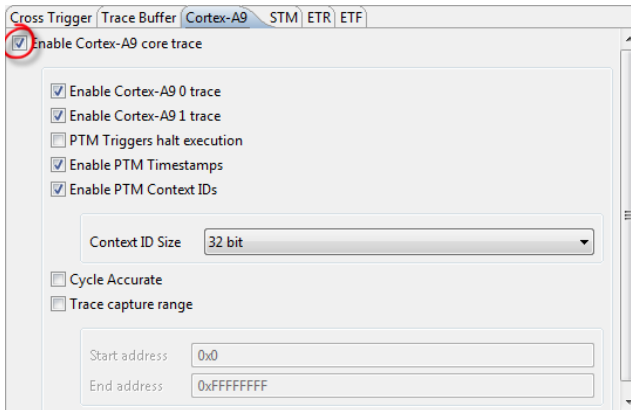 Cross Trigger Trace Buffer Cortex-A9 STM ETR ETF
Enable Cortex-A9 core trace
Enable Cortex-A9 0 trace
Enable Cortex-A9 1 trace
PTM Triggers halt execution
Enable PTM Timestamps
Enable PTM Context IDs
Context ID Size 32 bit
Cycle Accurate
Trace capture range
Start address 0x0
End address 0xFFFFFFFF